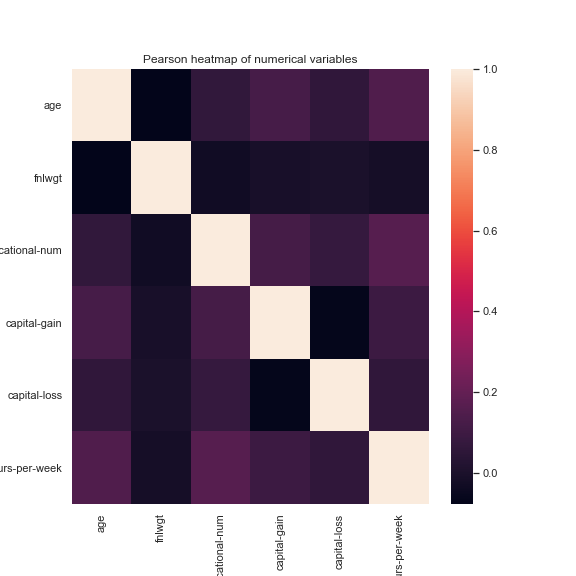 Pearson heatmap of numerical variables
age
fnlwgt
cational-num
capital-gain
capital-loss
urs-per-week
age
fnlwgt
cational-num
capital-gain
capital-loss
urs-per-week
1.0
0.8
0.6
0.4
0.2
0.0